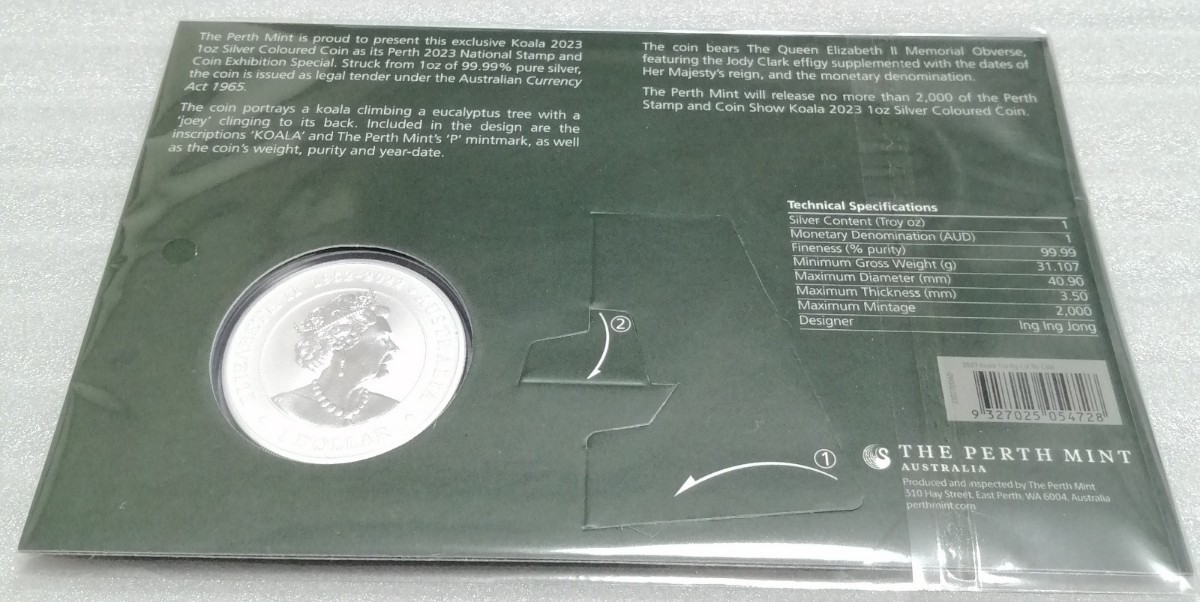 The Perth Mint is proud to present this exclusive Koala 2023
1oz Silver Coloured Coin as its Perth 2023 National Stamp and
Coin Exhibition Special. Struck from 1oz of 99.99% pure silver,
the coin is issued as legal tender under the Australian Currency
Act 1965.
The coin portrays a koala climbing a eucalyptus tree with a
'joey' clinging to its back. Included in the design are the
inscriptions 'KOALA' and The Perth Mint's 'P' mintmark, as well
as the coin's weight, purity and year-date.
The coin bears The Queen Elizabeth II Memorial Obverse,
featuring the Jody Clark effigy supplemented with the dates of
Her Majesty's reign, and the monetary denomination.
The Perth Mint will release no more than 2,000 of the Perth
Stamp and Coin Show Koala 2023 1oz Silver Coloured Coin.
Technical Specifications
Silver Content (Troy oz) 1
Monetary Denomination (AUD) 1
Fineness (% purity) 99.99
Minimum Gross Weight (g) 31.107
Maximum Diameter (mm) 40.90
Maximum Thickness (mm) 3.50
Maximum Mintage 2,000
Designer Ing Ing Jong
ELIZABETH II 1952-2022 • AUSTRALIA
1 DOLLAR
JC
2
1
9 327025 054728
THE PERTH MINT
AUSTRALIA
Produced and inspected by The Perth Mint
310 Hay Street, East Perth, WA 6004, Australia
perthmint.com